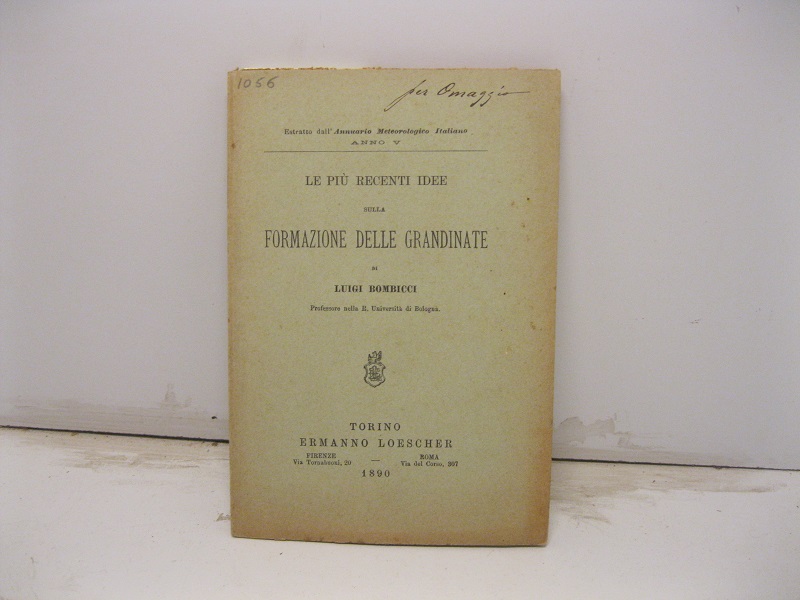 1056
per Omaggio
Estratto dall'Annuario Meteorologico Italiano
ANNO V
LE PIÙ RECENTI IDEE
SULLA
FORMAZIONE DELLE GRANDINATE
DI
LUIGI BOMBICCI
Professore nella R. Università di Bologna.
TORINO
ERMANNO LOESCHER
FIRENZE
Via Tornabuoni, 20
—
ROMA
Via del Corso, 307
1890